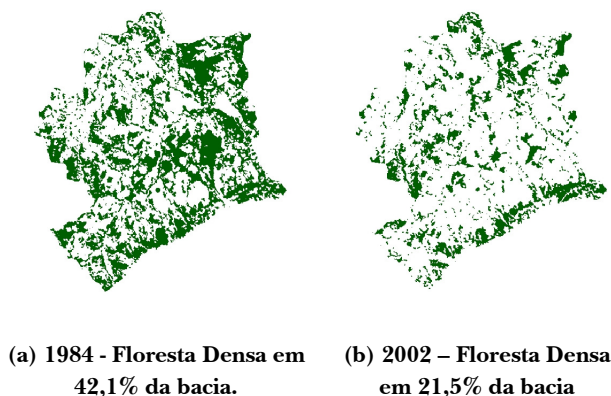 (a) 1984 - Floresta Densa em
42,1% da bacia.
(b) 2002 – Floresta Densa
em 21,5% da bacia